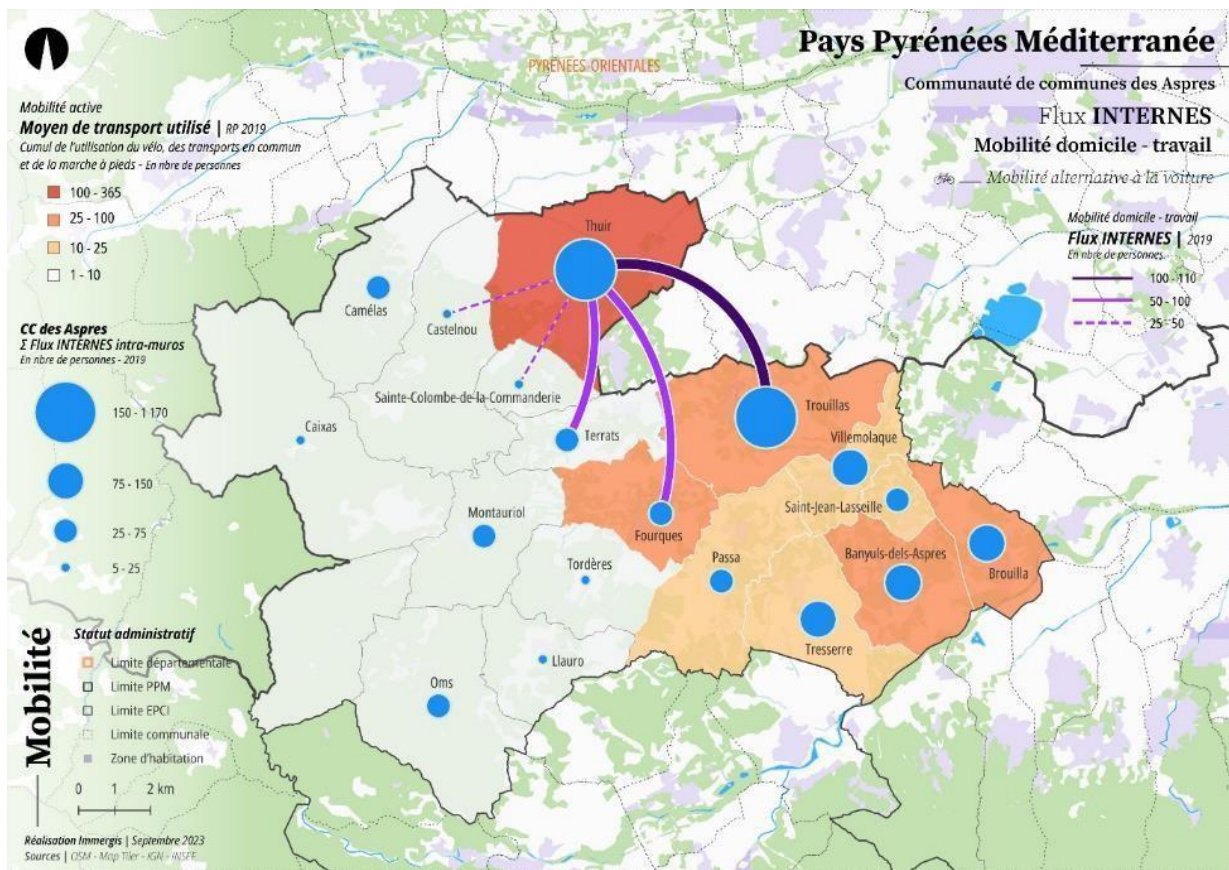 Pays Pyrénées Méditerranée
Communauté de communes des Aspres
Flux INTERNES
Mobilité domicile - travail
Mobilité alternative à la voiture
Mobilité domicile - travail
Flux INTERNES | 2019
En nbre de personnes
100 - 110
50 - 100
25 - 50
PYRÉNÉES ORIENTALES
Mobilité active
Moyen de transport utilisé | RP 2019
Cumul de l'utilisation du vélo, des transports en commun
et de la marche à pieds - En nbre de personnes
100 - 365
25 - 100
10 - 25
1 - 10
CC des Aspres
Σ Flux INTERNES intra-muros
En nbre de personnes - 2019
150 - 1 170
75 - 150
25 - 75
5 - 25
Thuir
Camélas
Castelnou
Sainte-Colombe-de-la-Commanderie
Caixas
Terrats
Trouillas
Villemolaque
Saint-Jean-Lasseille
Montauriol
Fourques
Passa
Banyuls-dels-Aspres
Brouilla
Tordères
Tresserre
Llauro
Oms
Mobilité
Statut administratif
Limite départementale
Limite PPM
Limite EPCI
Limite communale
Zone d'habitation
0 1 2 km
Réalisation Immergis | Septembre 2023
Sources | OSM - Map Tiler - IGN - INSEE